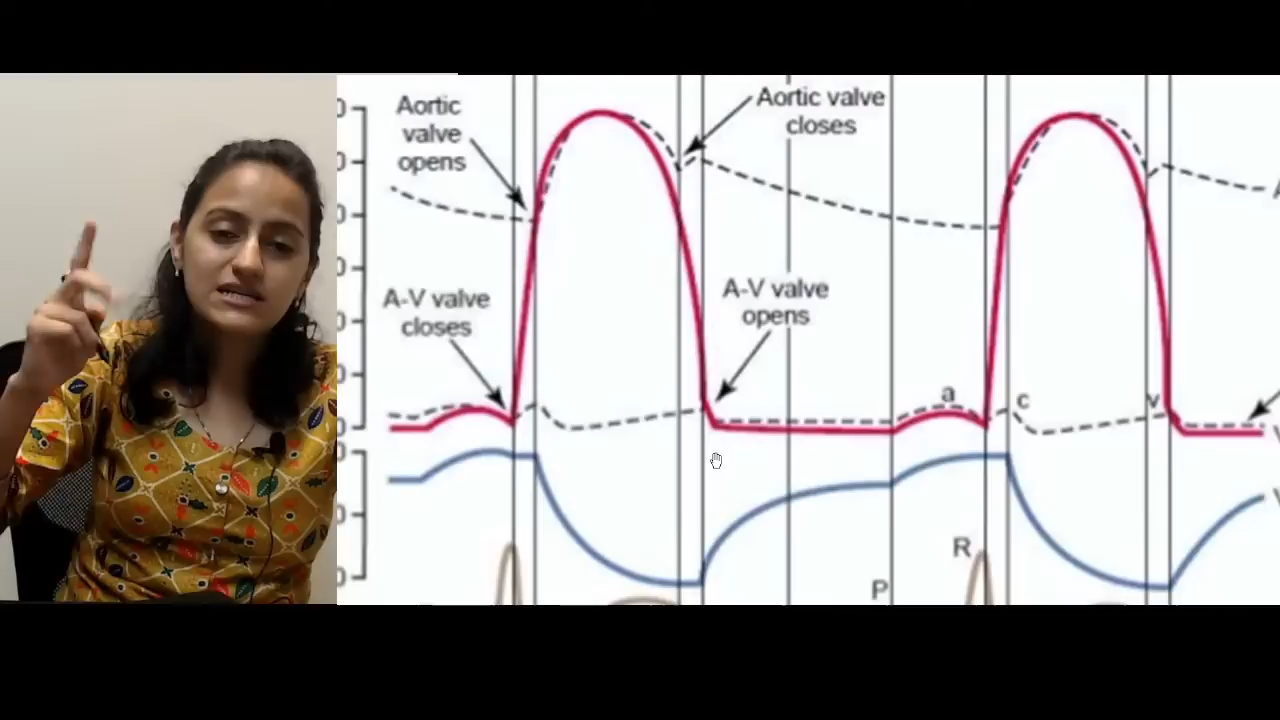 Aortic
valve
opens
Aortic valve
closes
A-V valve
closes
A-V valve
opens
a
c
v
R
P